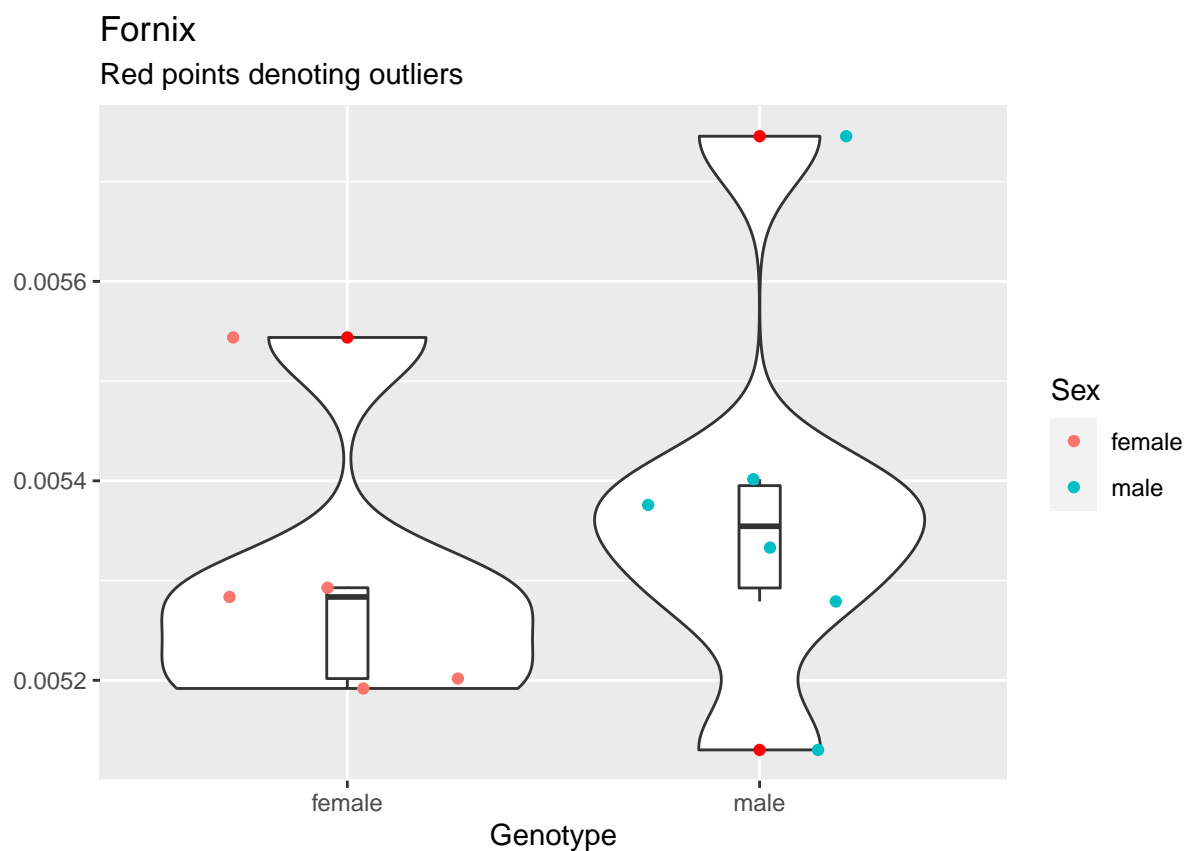 Fornix
Red points denoting outliers
0.0056
0.0054
0.0052
female
male
Genotype
Sex
female
male